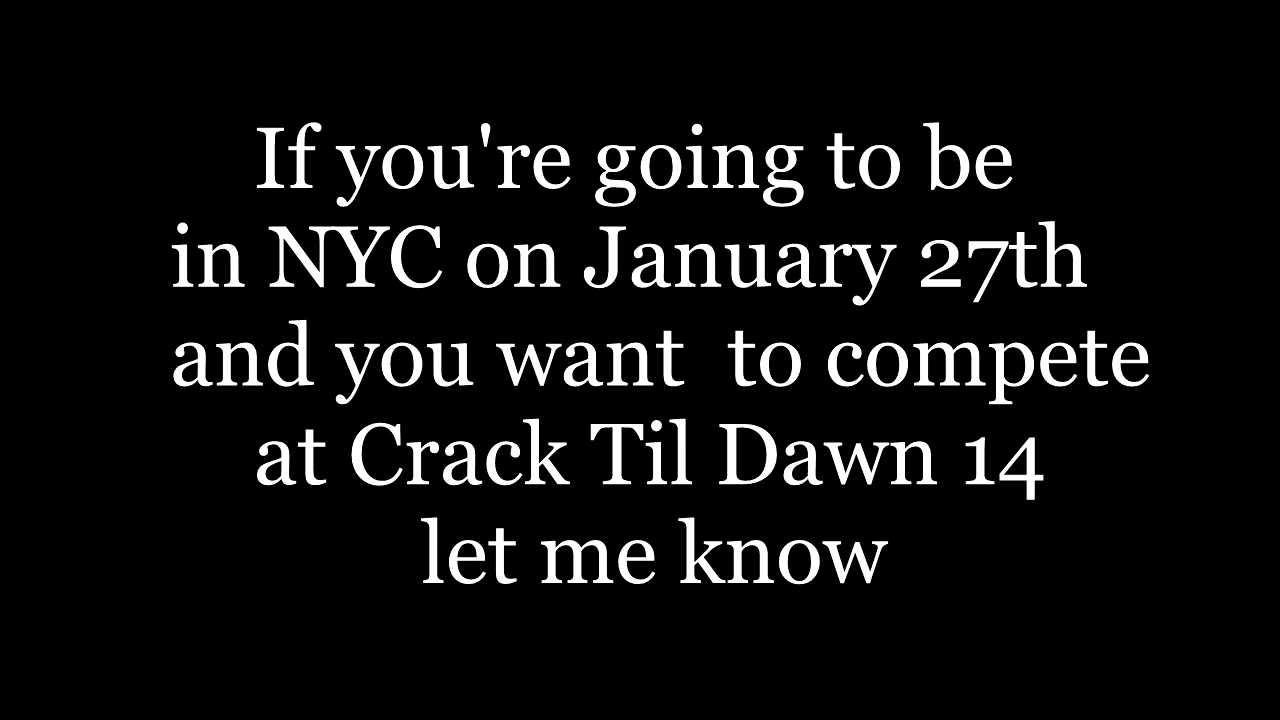 If you're going to be
in NYC on January 27th
and you want  to compete
at Crack Til Dawn 14
let me know